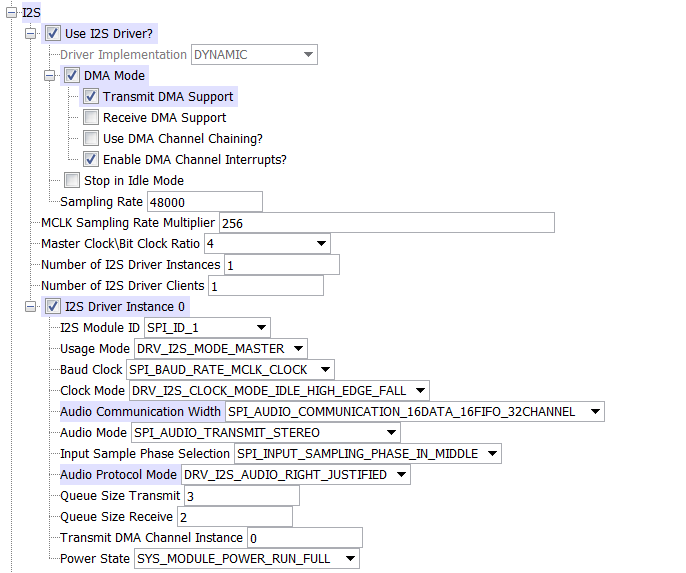 I2S
Use I2S Driver?
Driver Implementation DYNAMIC
DMA Mode
Transmit DMA Support
Receive DMA Support
Use DMA Channel Chaining?
Enable DMA Channel Interrupts?
Stop in Idle Mode
Sampling Rate 48000
MCLK Sampling Rate Multiplier 256
Master Clock\Bit Clock Ratio 4
Number of I2S Driver Instances 1
Number of I2S Driver Clients 1
I2S Driver Instance 0
I2S Module ID SPI_ID_1
Usage Mode DRV_I2S_MODE_MASTER
Baud Clock SPI_BAUD_RATE_MCLK_CLOCK
Clock Mode DRV_I2S_CLOCK_MODE_IDLE_HIGH_EDGE_FALL
Audio Communication Width SPI_AUDIO_COMMUNICATION_16DATA_16FIFO_32CHANNEL
Audio Mode SPI_AUDIO_TRANSMIT_STEREO
Input Sample Phase Selection SPI_INPUT_SAMPLING_PHASE_IN_MIDDLE
Audio Protocol Mode DRV_I2S_AUDIO_RIGHT_JUSTIFIED
Queue Size Transmit 3
Queue Size Receive 2
Transmit DMA Channel Instance 0
Power State SYS_MODULE_POWER_RUN_FULL